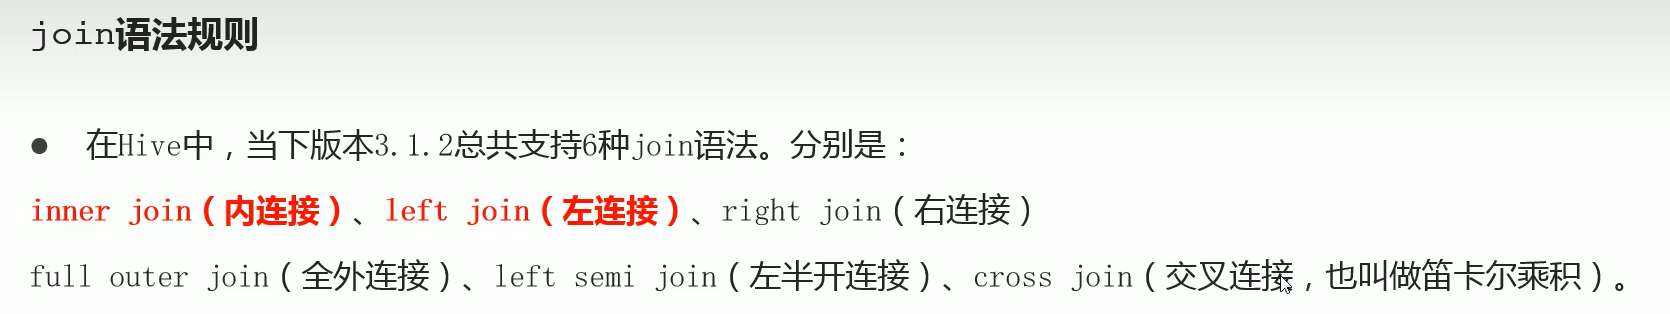 join语法规则
● 在Hive中，当下版本3.1.2总共支持6种join语法。分别是：
inner join（内连接）、left join（左连接）、right join（右连接）
full outer join（全外连接）、left semi join（左半开连接）、cross join（交叉连接，也叫做笛卡尔乘积）。